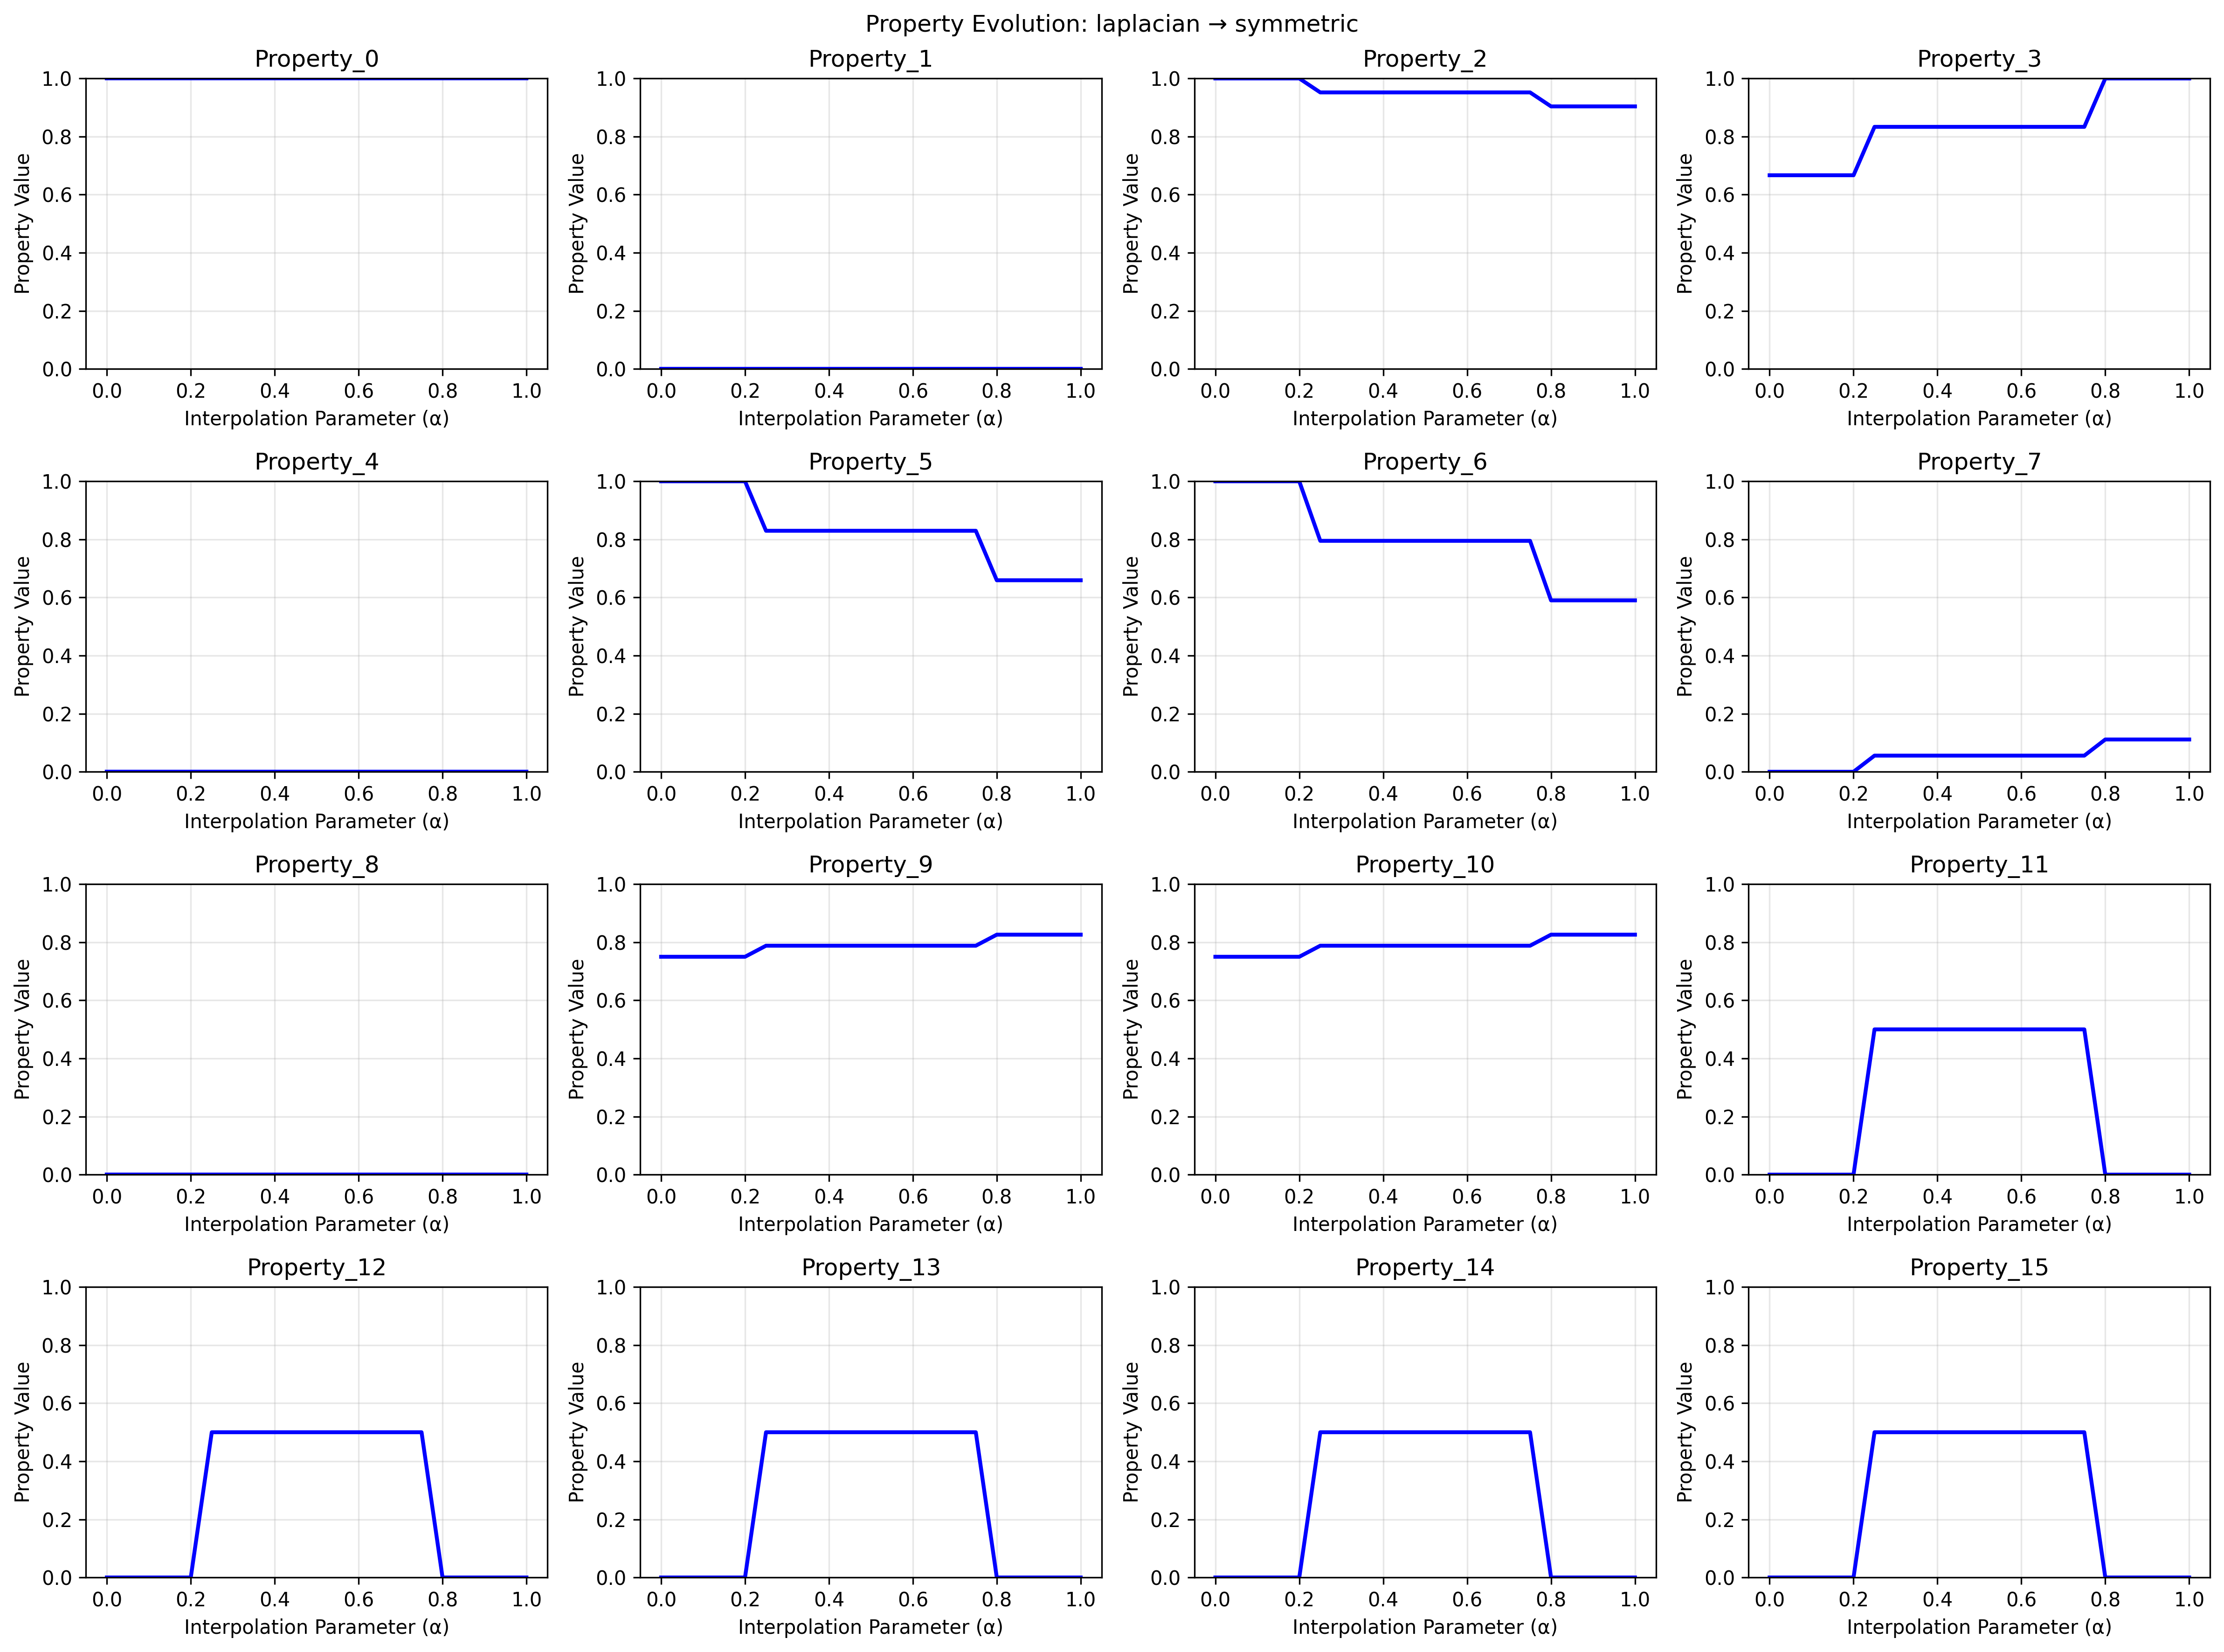 Property Evolution: laplacian → symmetric
Property_0
Property Value
1.0
0.8
0.6
0.4
0.2
0.0
0.0 0.2 0.4 0.6 0.8 1.0
Interpolation Parameter (α)
Property_1
Property Value
1.0
0.8
0.6
0.4
0.2
0.0
0.0 0.2 0.4 0.6 0.8 1.0
Interpolation Parameter (α)
Property_2
Property Value
1.0
0.8
0.6
0.4
0.2
0.0
0.0 0.2 0.4 0.6 0.8 1.0
Interpolation Parameter (α)
Property_3
Property Value
1.0
0.8
0.6
0.4
0.2
0.0
0.0 0.2 0.4 0.6 0.8 1.0
Interpolation Parameter (α)
Property_4
Property Value
1.0
0.8
0.6
0.4
0.2
0.0
0.0 0.2 0.4 0.6 0.8 1.0
Interpolation Parameter (α)
Property_5
Property Value
1.0
0.8
0.6
0.4
0.2
0.0
0.0 0.2 0.4 0.6 0.8 1.0
Interpolation Parameter (α)
Property_6
Property Value
1.0
0.8
0.6
0.4
0.2
0.0
0.0 0.2 0.4 0.6 0.8 1.0
Interpolation Parameter (α)
Property_7
Property Value
1.0
0.8
0.6
0.4
0.2
0.0
0.0 0.2 0.4 0.6 0.8 1.0
Interpolation Parameter (α)
Property_8
Property Value
1.0
0.8
0.6
0.4
0.2
0.0
0.0 0.2 0.4 0.6 0.8 1.0
Interpolation Parameter (α)
Property_9
Property Value
1.0
0.8
0.6
0.4
0.2
0.0
0.0 0.2 0.4 0.6 0.8 1.0
Interpolation Parameter (α)
Property_10
Property Value
1.0
0.8
0.6
0.4
0.2
0.0
0.0 0.2 0.4 0.6 0.8 1.0
Interpolation Parameter (α)
Property_11
Property Value
1.0
0.8
0.6
0.4
0.2
0.0
0.0 0.2 0.4 0.6 0.8 1.0
Interpolation Parameter (α)
Property_12
Property Value
1.0
0.8
0.6
0.4
0.2
0.0
0.0 0.2 0.4 0.6 0.8 1.0
Interpolation Parameter (α)
Property_13
Property Value
1.0
0.8
0.6
0.4
0.2
0.0
0.0 0.2 0.4 0.6 0.8 1.0
Interpolation Parameter (α)
Property_14
Property Value
1.0
0.8
0.6
0.4
0.2
0.0
0.0 0.2 0.4 0.6 0.8 1.0
Interpolation Parameter (α)
Property_15
Property Value
1.0
0.8
0.6
0.4
0.2
0.0
0.0 0.2 0.4 0.6 0.8 1.0
Interpolation Parameter (α)